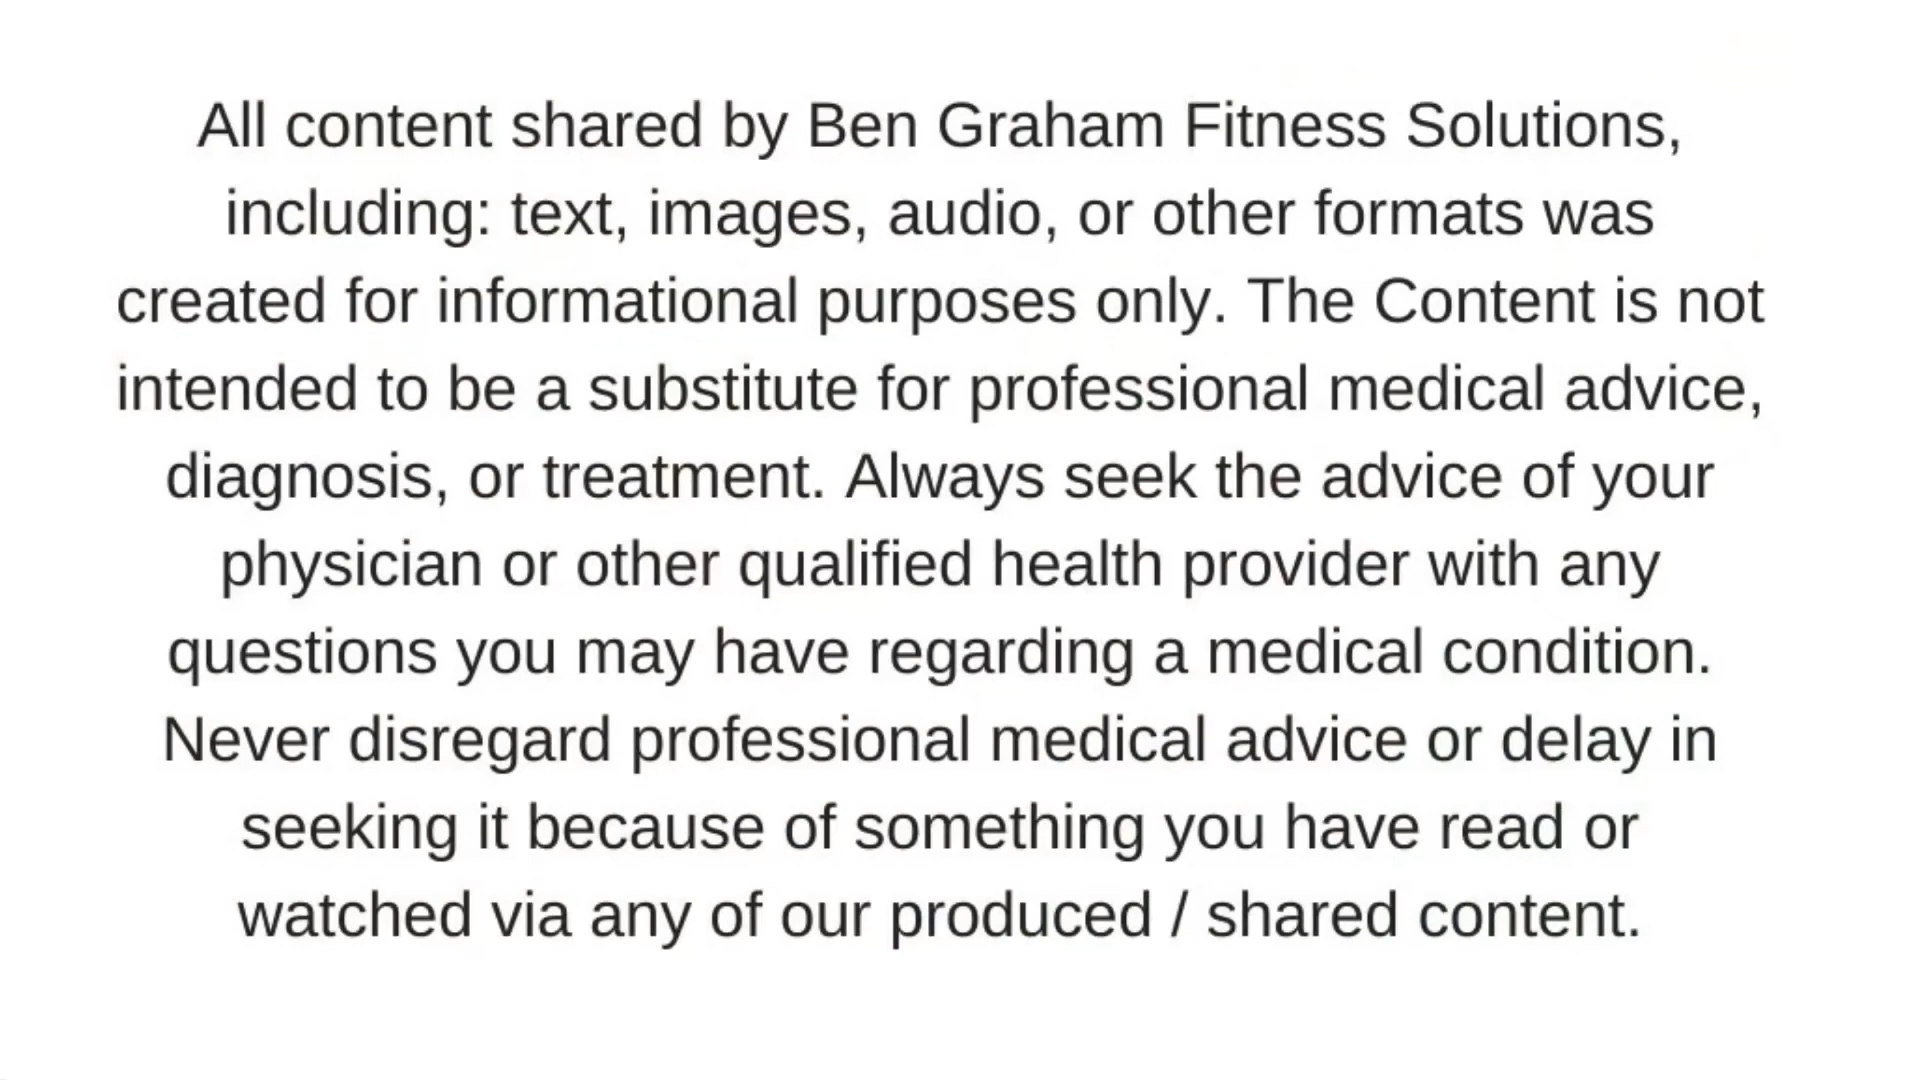 All content shared by Ben Graham Fitness Solutions,
including: text, images, audio, or other formats was
created for informational purposes only. The Content is not
intended to be a substitute for professional medical advice,
diagnosis, or treatment. Always seek the advice of your
physician or other qualified health provider with any
questions you may have regarding a medical condition.
Never disregard professional medical advice or delay in
seeking it because of something you have read or
watched via any of our produced / shared content.